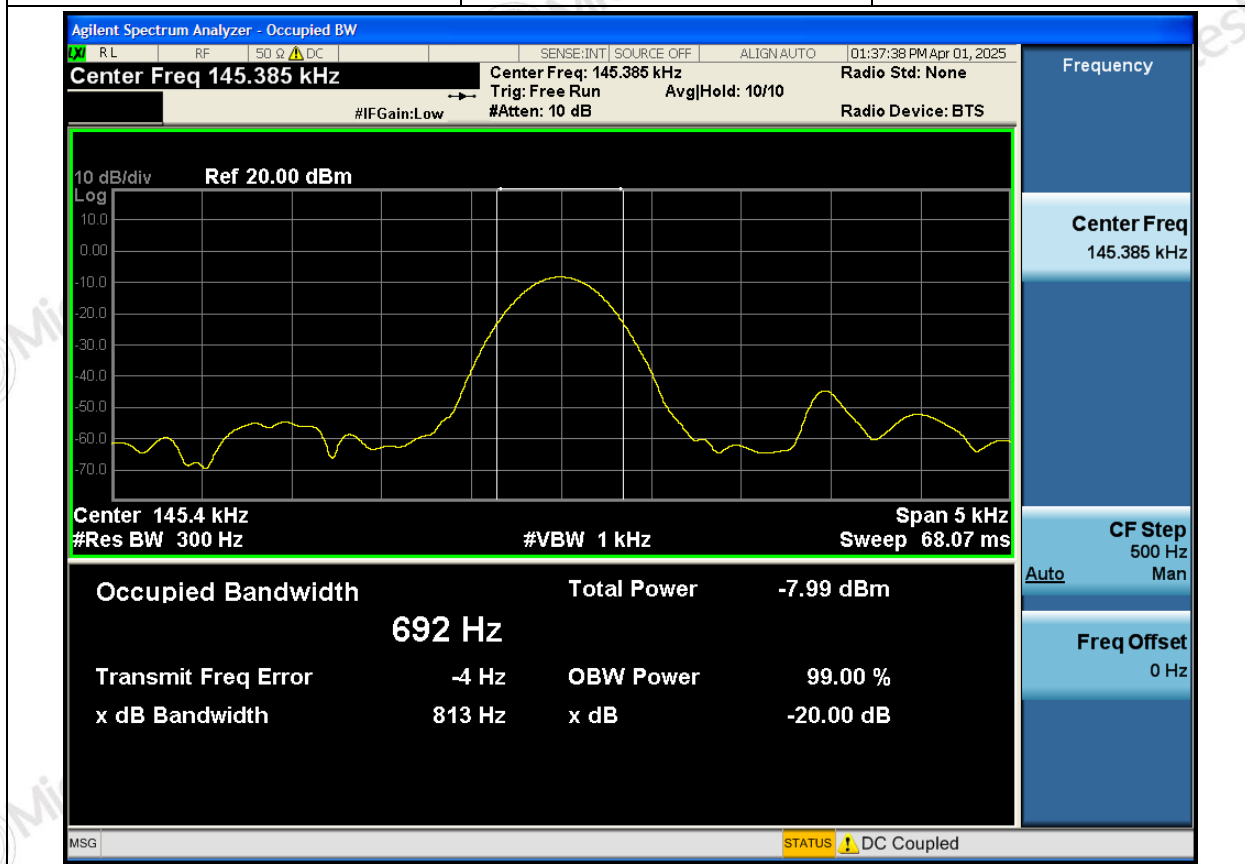 Agilent Spectrum Analyzer - Occupied BW
LXI RL RF 50 Ω ⚠ DC SENSE:INT SOURCE OFF ALIGN AUTO 01:37:38 PM Apr 01, 2025
Center Freq 145.385 kHz
Center Freq: 145.385 kHz
Radio Std: None
Trig: Free Run Avg|Hold: 10/10
#IFGain:Low
#Atten: 10 dB
Radio Device: BTS
10 dB/div Ref 20.00 dBm
Log
10.0
0.00
-10.0
-20.0
-30.0
-40.0
-50.0
-60.0
-70.0
Center 145.4 kHz
Span 5 kHz
#Res BW 300 Hz
#VBW 1 kHz
Sweep 68.07 ms
Occupied Bandwidth
Total Power -7.99 dBm
692 Hz
Transmit Freq Error -4 Hz
OBW Power 99.00 %
x dB Bandwidth 813 Hz
x dB -20.00 dB
Frequency
Center Freq
145.385 kHz
CF Step
500 Hz
Auto Man
Freq Offset
0 Hz
MSG
STATUS
DC Coupled